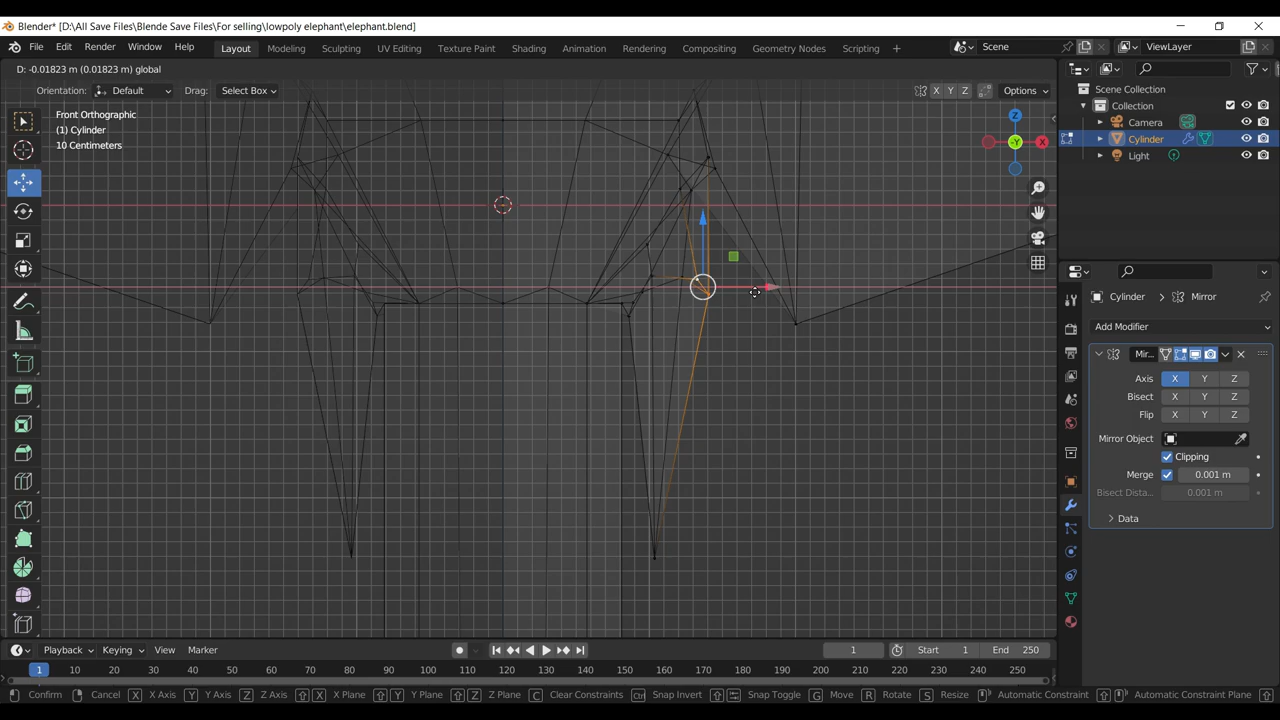 Blender* [D:\All Save Files\Blende Save Files\For selling\lowpoly elephant\elephant.blend]
File Edit Render Window Help Layout Modeling Sculpting UV Editing Texture Paint Shading Animation Rendering Compositing Geometry Nodes Scripting + Scene ViewLayer
D: -0.01823 m (0.01823 m) global
Orientation: Default Drag: Select Box X Y Z Options
Front Orthographic
(1) Cylinder
10 Centimeters
Z
-Y
X
Scene Collection
Collection
Camera
Cylinder
Light
Cylinder > Mirror
Add Modifier
Mir...
Axis X Y Z
Bisect X Y Z
Flip X Y Z
Mirror Object
Clipping
Merge 0.001 m
Bisect Dista... 0.001 m
Data
Playback Keying View Marker 1 Start 1 End 250
1 10 20 30 40 50 60 70 80 90 100 110 120 130 140 150 160 170 180 190 200 210 220 230 240 250
Confirm Cancel X X Axis Y Y Axis Z Z Axis X X Plane Y Y Plane Z Z Plane C Clear Constraints Ctrl Snap Invert Snap Toggle G Move R Rotate S Resize Automatic Constraint Automatic Constraint Plane